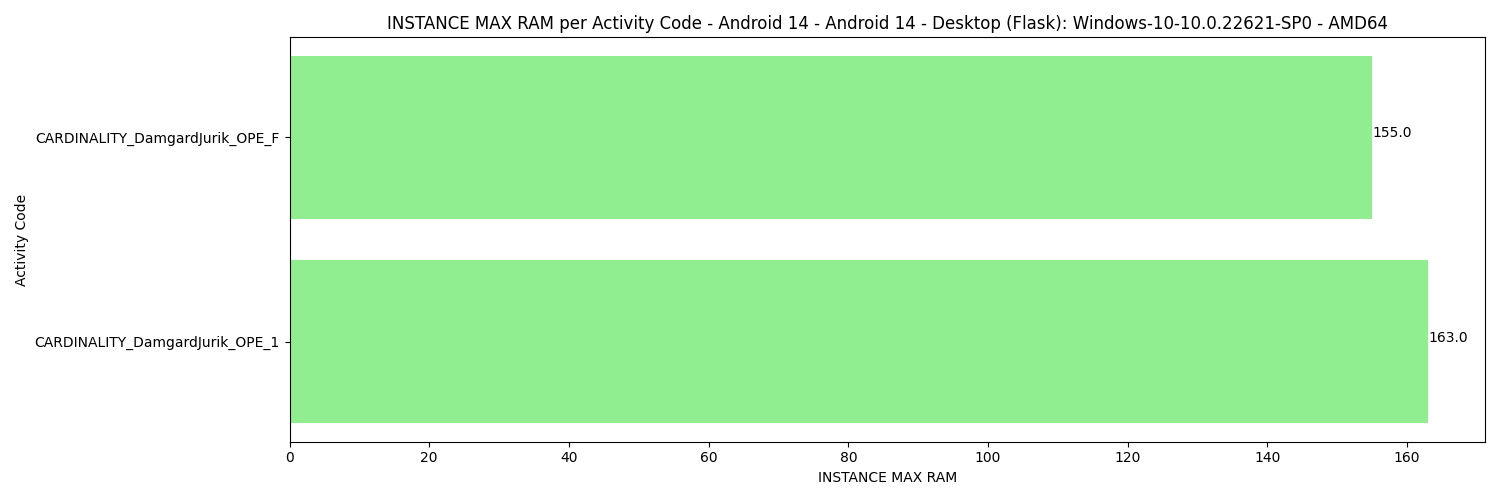 INSTANCE MAX RAM per Activity Code - Android 14 - Android 14 - Desktop (Flask): Windows-10-10.0.22621-SP0 - AMD64
CARDINALITY_DamgardJurik_OPE_F
155.0
Activity Code
CARDINALITY_DamgardJurik_OPE_1
163.0
0 20 40 60 80 100 120 140 160
INSTANCE MAX RAM